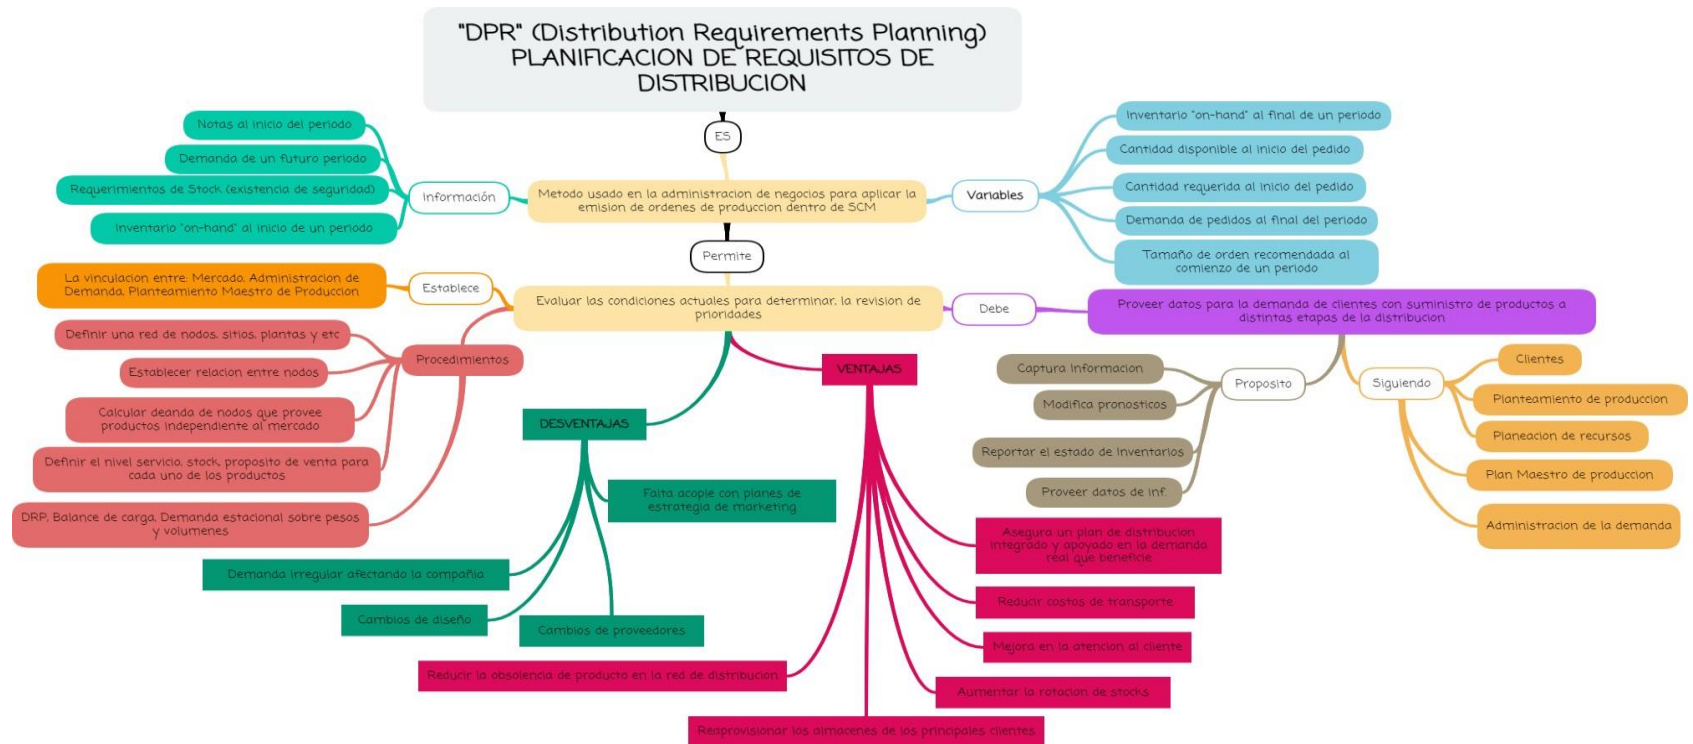 "DPR" (Distribution Requirements Planning)
PLANIFICACION DE REQUISITOS DE
DISTRIBUCION
ES
Metodo usado en la administracion de negocios para aplicar la
emision de ordenes de produccion dentro de SCM
Información
Notas al inicio del periodo
Demanda de un futuro periodo
Requerimientos de Stock (existencia de seguridad)
Inventario "on-hand" al inicio de un periodo
Variables
Inventario "on-hand" al final de un periodo
Cantidad disponible al inicio del pedido
Cantidad requerida al inicio del pedido
Demanda de pedidos al final del periodo
Tamaño de orden recomendada al
comienzo de un periodo
Permite
Evaluar las condiciones actuales para determinar, la revision de
prioridades
Establece
La vinculacion entre: Mercado, Administracion de
Demanda, Planteamiento Maestro de Produccion
Procedimientos
Definir una red de nodos, sitios, plantas y etc
Establecer relacion entre nodos
Calcular deanda de nodos que provee
productos independiente al mercado
Definir el nivel servicio, stock, proposito de venta para
cada uno de los productos
DRP, Balance de carga, Demanda estacional sobre pesos
y volumenes
Debe
Proveer datos para la demanda de clientes con suministro de productos a
distintas etapas de la distribucion
Proposito
Captura Informacion
Modifica pronosticos
Reportar el estado de Inventarios
Proveer datos de inf.
Siguiendo
Clientes
Planteamiento de produccion
Planeacion de recursos
Plan Maestro de produccion
Administracion de la demanda
DESVENTAJAS
Falta acople con planes de
estrategia de marketing
Demanda irregular afectando la compañia
Cambios de diseño
Cambios de proveedores
VENTAJAS
Asegura un plan de distribucion
integrado y apoyado en la demanda
real que beneficie
Reducir costos de transporte
Mejora en la atencion al cliente
Aumentar la rotacion de stocks
Reducir la obsolencia de producto en la red de distribucion
Reaprovisionar los almacenes de los principales clientes